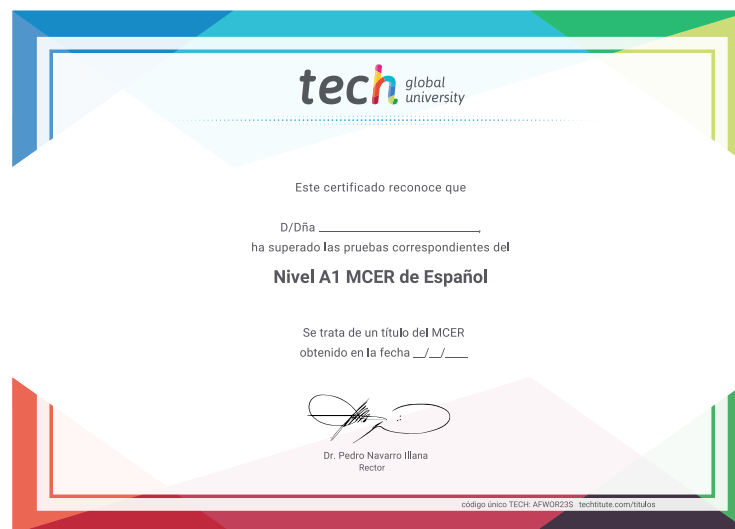 tech global university
Este certificado reconoce que
D/Dña ______________________,
ha superado las pruebas correspondientes del
Nivel A1 MCER de Español
Se trata de un título del MCER
obtenido en la fecha __/__/____
Dr. Pedro Navarro Illana
Rector
código único TECH: AFWOR23S techtitute.com/titulos